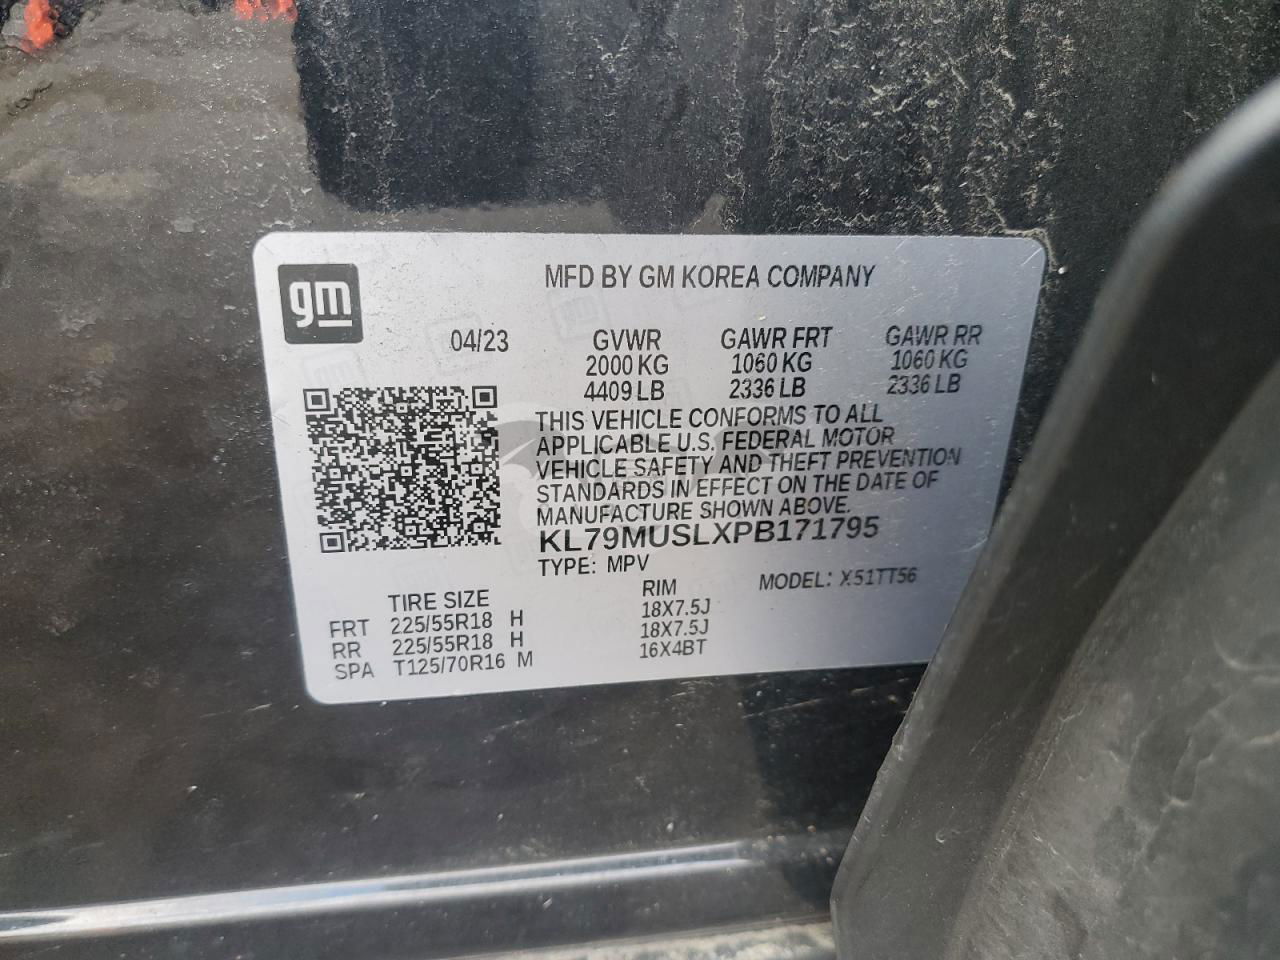 gm
MFD BY GM KOREA COMPANY
04/23 GVWR GAWR FRT GAWR RR
2000 KG 1060 KG 1060 KG
4409 LB 2336 LB 2336 LB
THIS VEHICLE CONFORMS TO ALL
APPLICABLE U.S. FEDERAL MOTOR
VEHICLE SAFETY AND THEFT PREVENTION
STANDARDS IN EFFECT ON THE DATE OF
MANUFACTURE SHOWN ABOVE.
KL79MUSLXPB171795
TYPE: MPV MODEL: X51TT56
TIRE SIZE RIM
FRT 225/55R18 H 18X7.5J
RR 225/55R18 H 18X7.5J
SPA T125/70R16 M 16X4BT